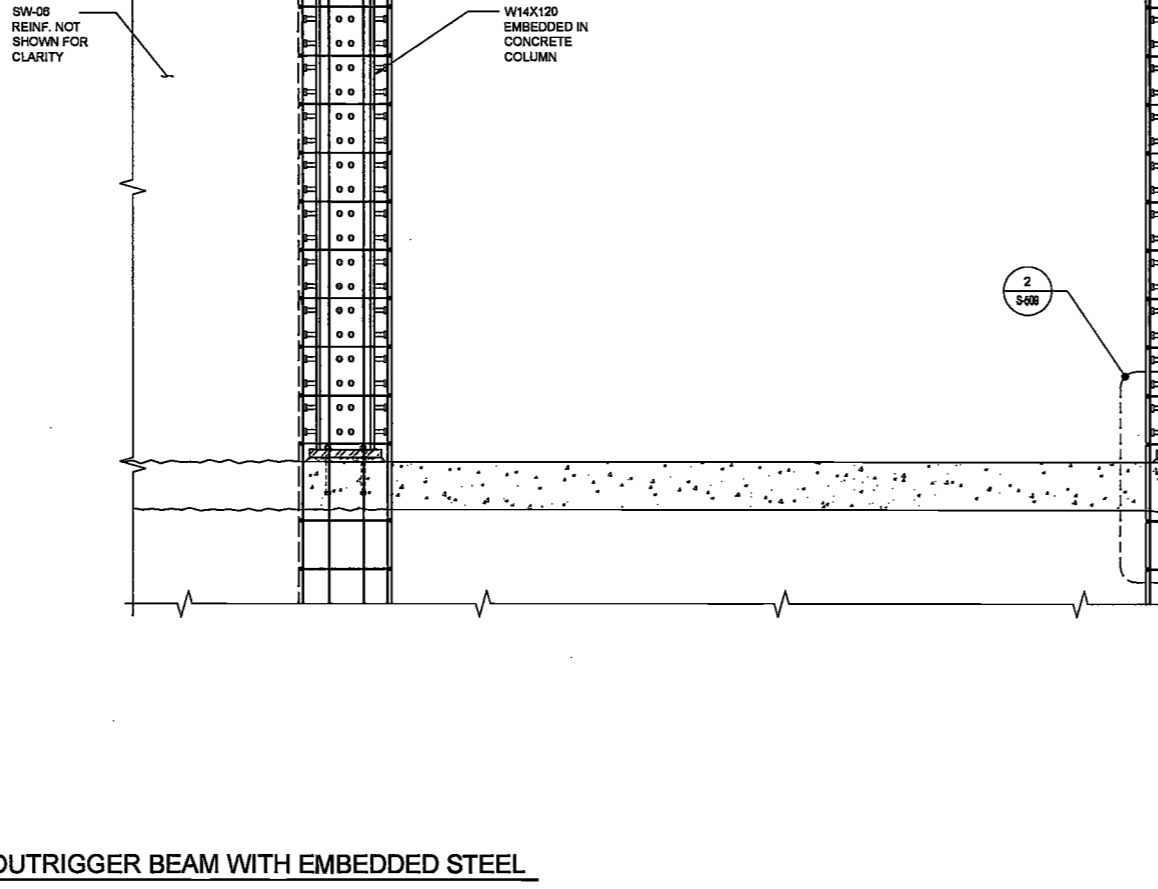 SW-06
REINF. NOT
SHOWN FOR
CLARITY
W14X120
EMBEDDED IN
CONCRETE
COLUMN
2
S-509
OUTRIGGER BEAM WITH EMBEDDED STEEL